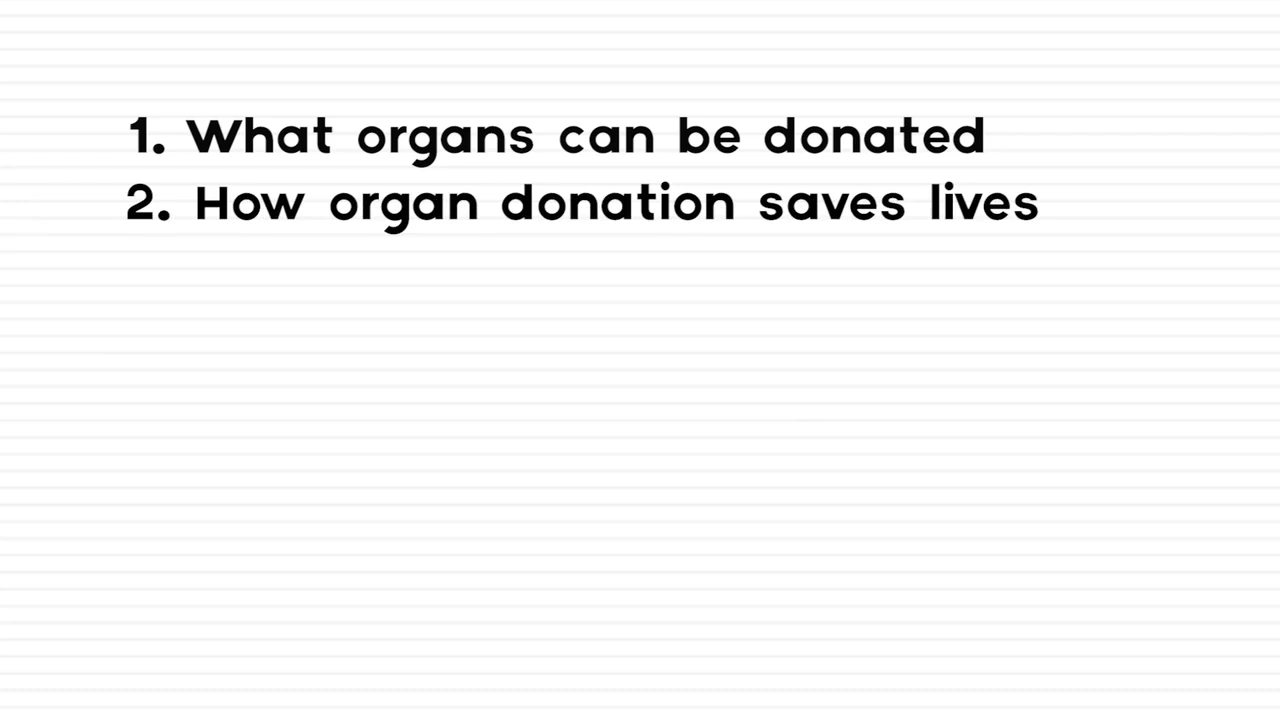 1. What organs can be donated
2. How organ donation saves lives